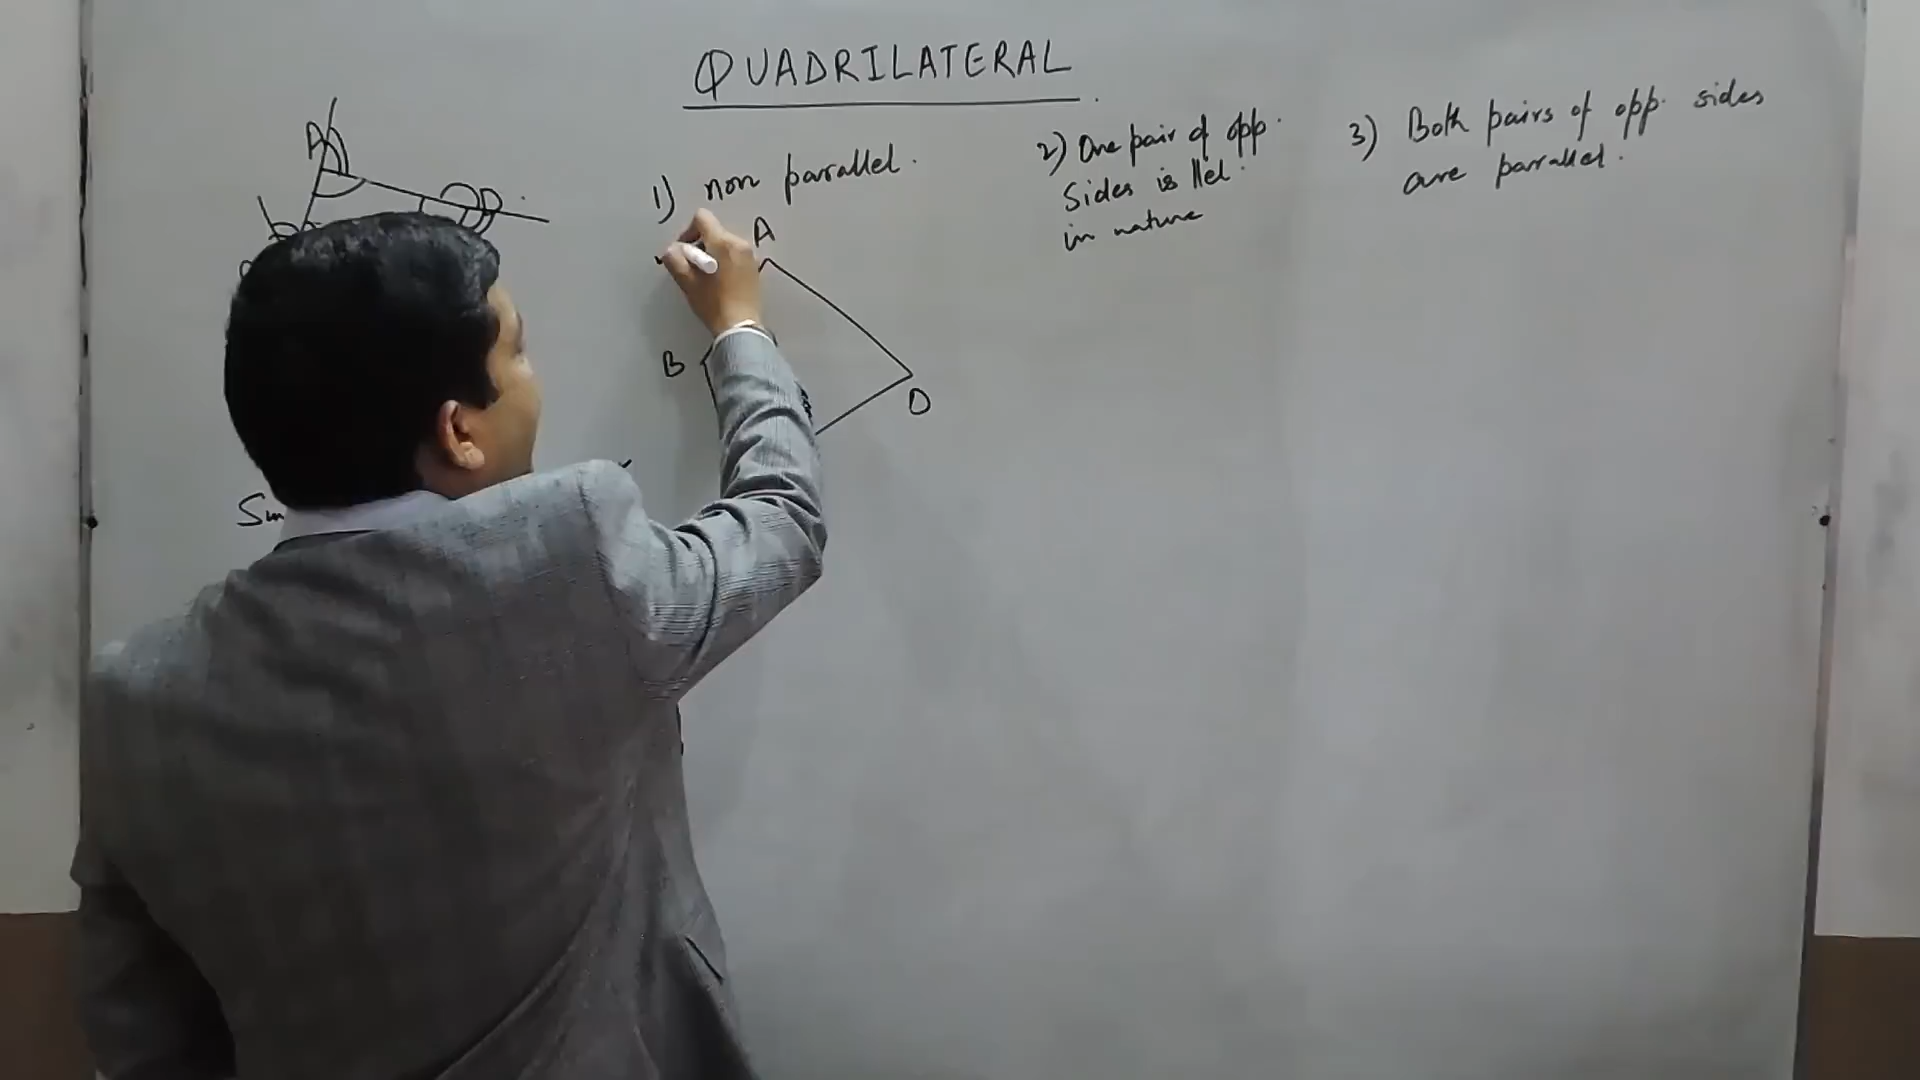 QUADRILATERAL
A
D
1) non parallel.
A
B
D
2) One pair of opp.
Sides is llel.
in nature
3) Both pairs of opp. sides
are parallel.